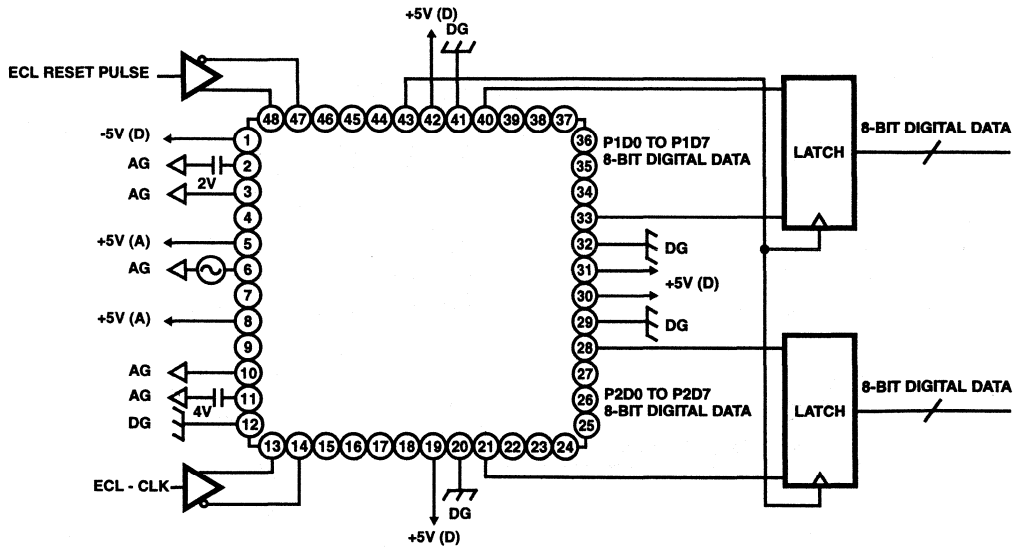 +5V (D)
DG
ECL RESET PULSE
48 47 46 45 44 43 42 41 40 39 38 37
-5V (D) 1
AG 2
2V
AG 3
4
+5V (A) 5
AG 6
7
+5V (A) 8
9
AG 10
AG 11
4V
DG 12
36 P1D0 TO P1D7
35 8-BIT DIGITAL DATA
34
33
32 DG
31
+5V (D)
30
29 DG
28
27
26 P2D0 TO P2D7
8-BIT DIGITAL DATA
25
LATCH
8-BIT DIGITAL DATA
LATCH
8-BIT DIGITAL DATA
13 14 15 16 17 18 19 20 21 22 23 24
ECL - CLK
DG
+5V (D)